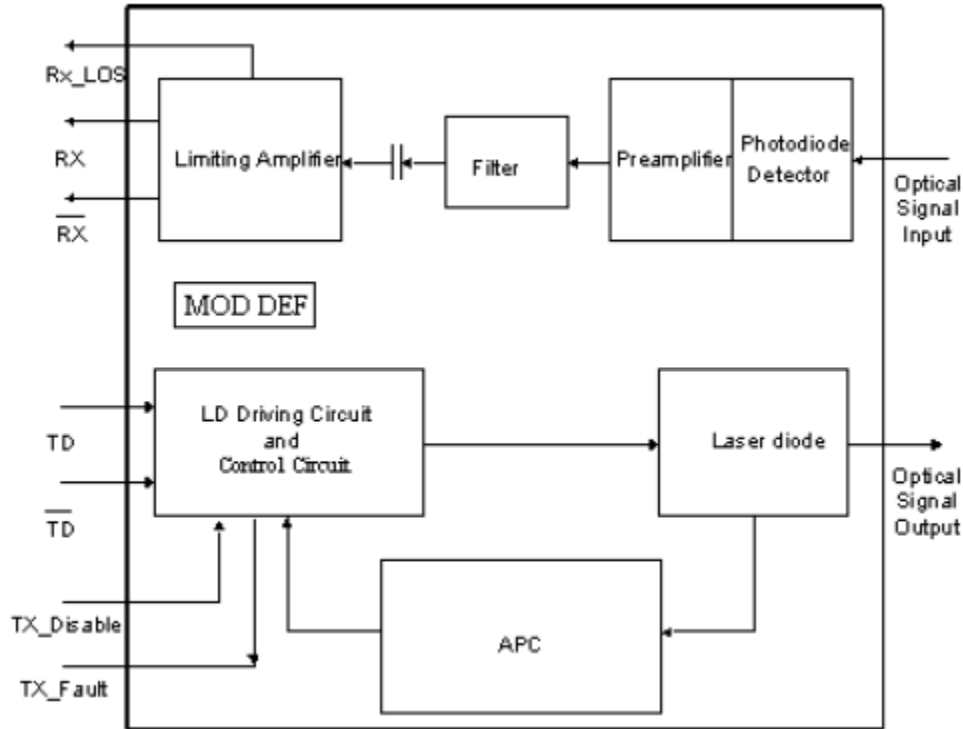 Rx_LOS
RX
Limiting Amplifier
Filter
Preamplifier
Photodiode
Detector
Optical
Signal
Input
RX
MOD DEF
TD
LD Driving Circuit
and
Control Circuit
Laser diode
Optical
Signal
Output
TD
TX_Disable
APC
TX_Fault